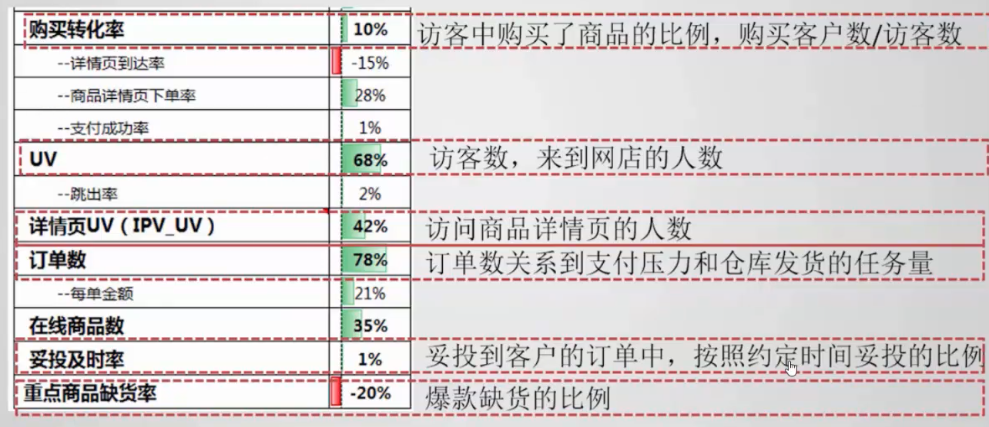 购买转化率 10% 访客中购买了商品的比例，购买客户数/访客数
--详情页到达率 -15%
--商品详情页下单率 28%
--支付成功率 1%
UV 68% 访客数，来到网店的人数
--跳出率 2%
详情页UV（IPV_UV） 42% 访问商品详情页的人数
订单数 78% 订单数关系到支付压力和仓库发货的任务量
--每单金额 21%
在线商品数 35%
妥投及时率 1% 妥投到客户的订单中，按照约定时间妥投的比例
重点商品缺货率 -20% 爆款缺货的比例